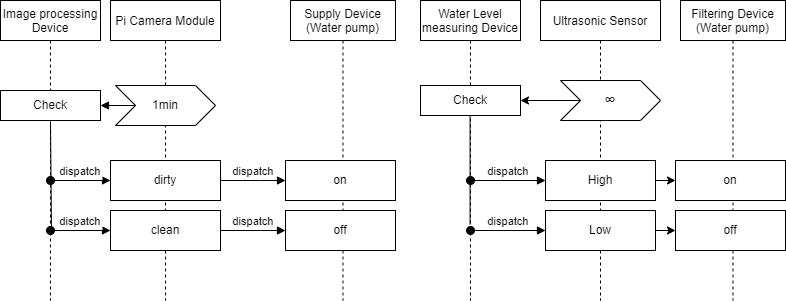 Image processing
Device
Pi Camera Module
Supply Device
(Water pump)
Water Level
measuring Device
Ultrasonic Sensor
Filtering Device
(Water pump)
Check
1min
Check
∞
dispatch
dirty
dispatch
on
dispatch
High
on
dispatch
clean
dispatch
off
dispatch
Low
off